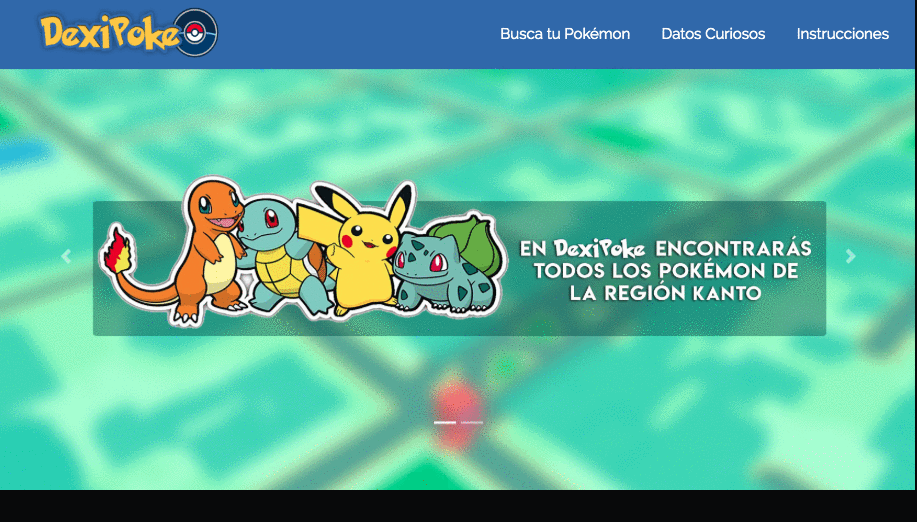 DexiPoke
Busca tu Pokémon Datos Curiosos Instrucciones
EN DexiPoke ENCONTRARÁS
TODOS LOS POKÉMON DE
LA REGIÓN KANTO